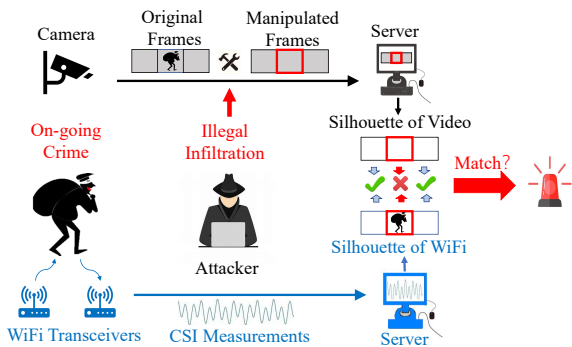 Camera
Original
Frames
Manipulated
Frames
Server
On-going
Crime
Illegal
Infiltration
Silhouette of Video
Match?
Attacker
Silhouette of WiFi
WiFi Transceivers
CSI Measurements
Server